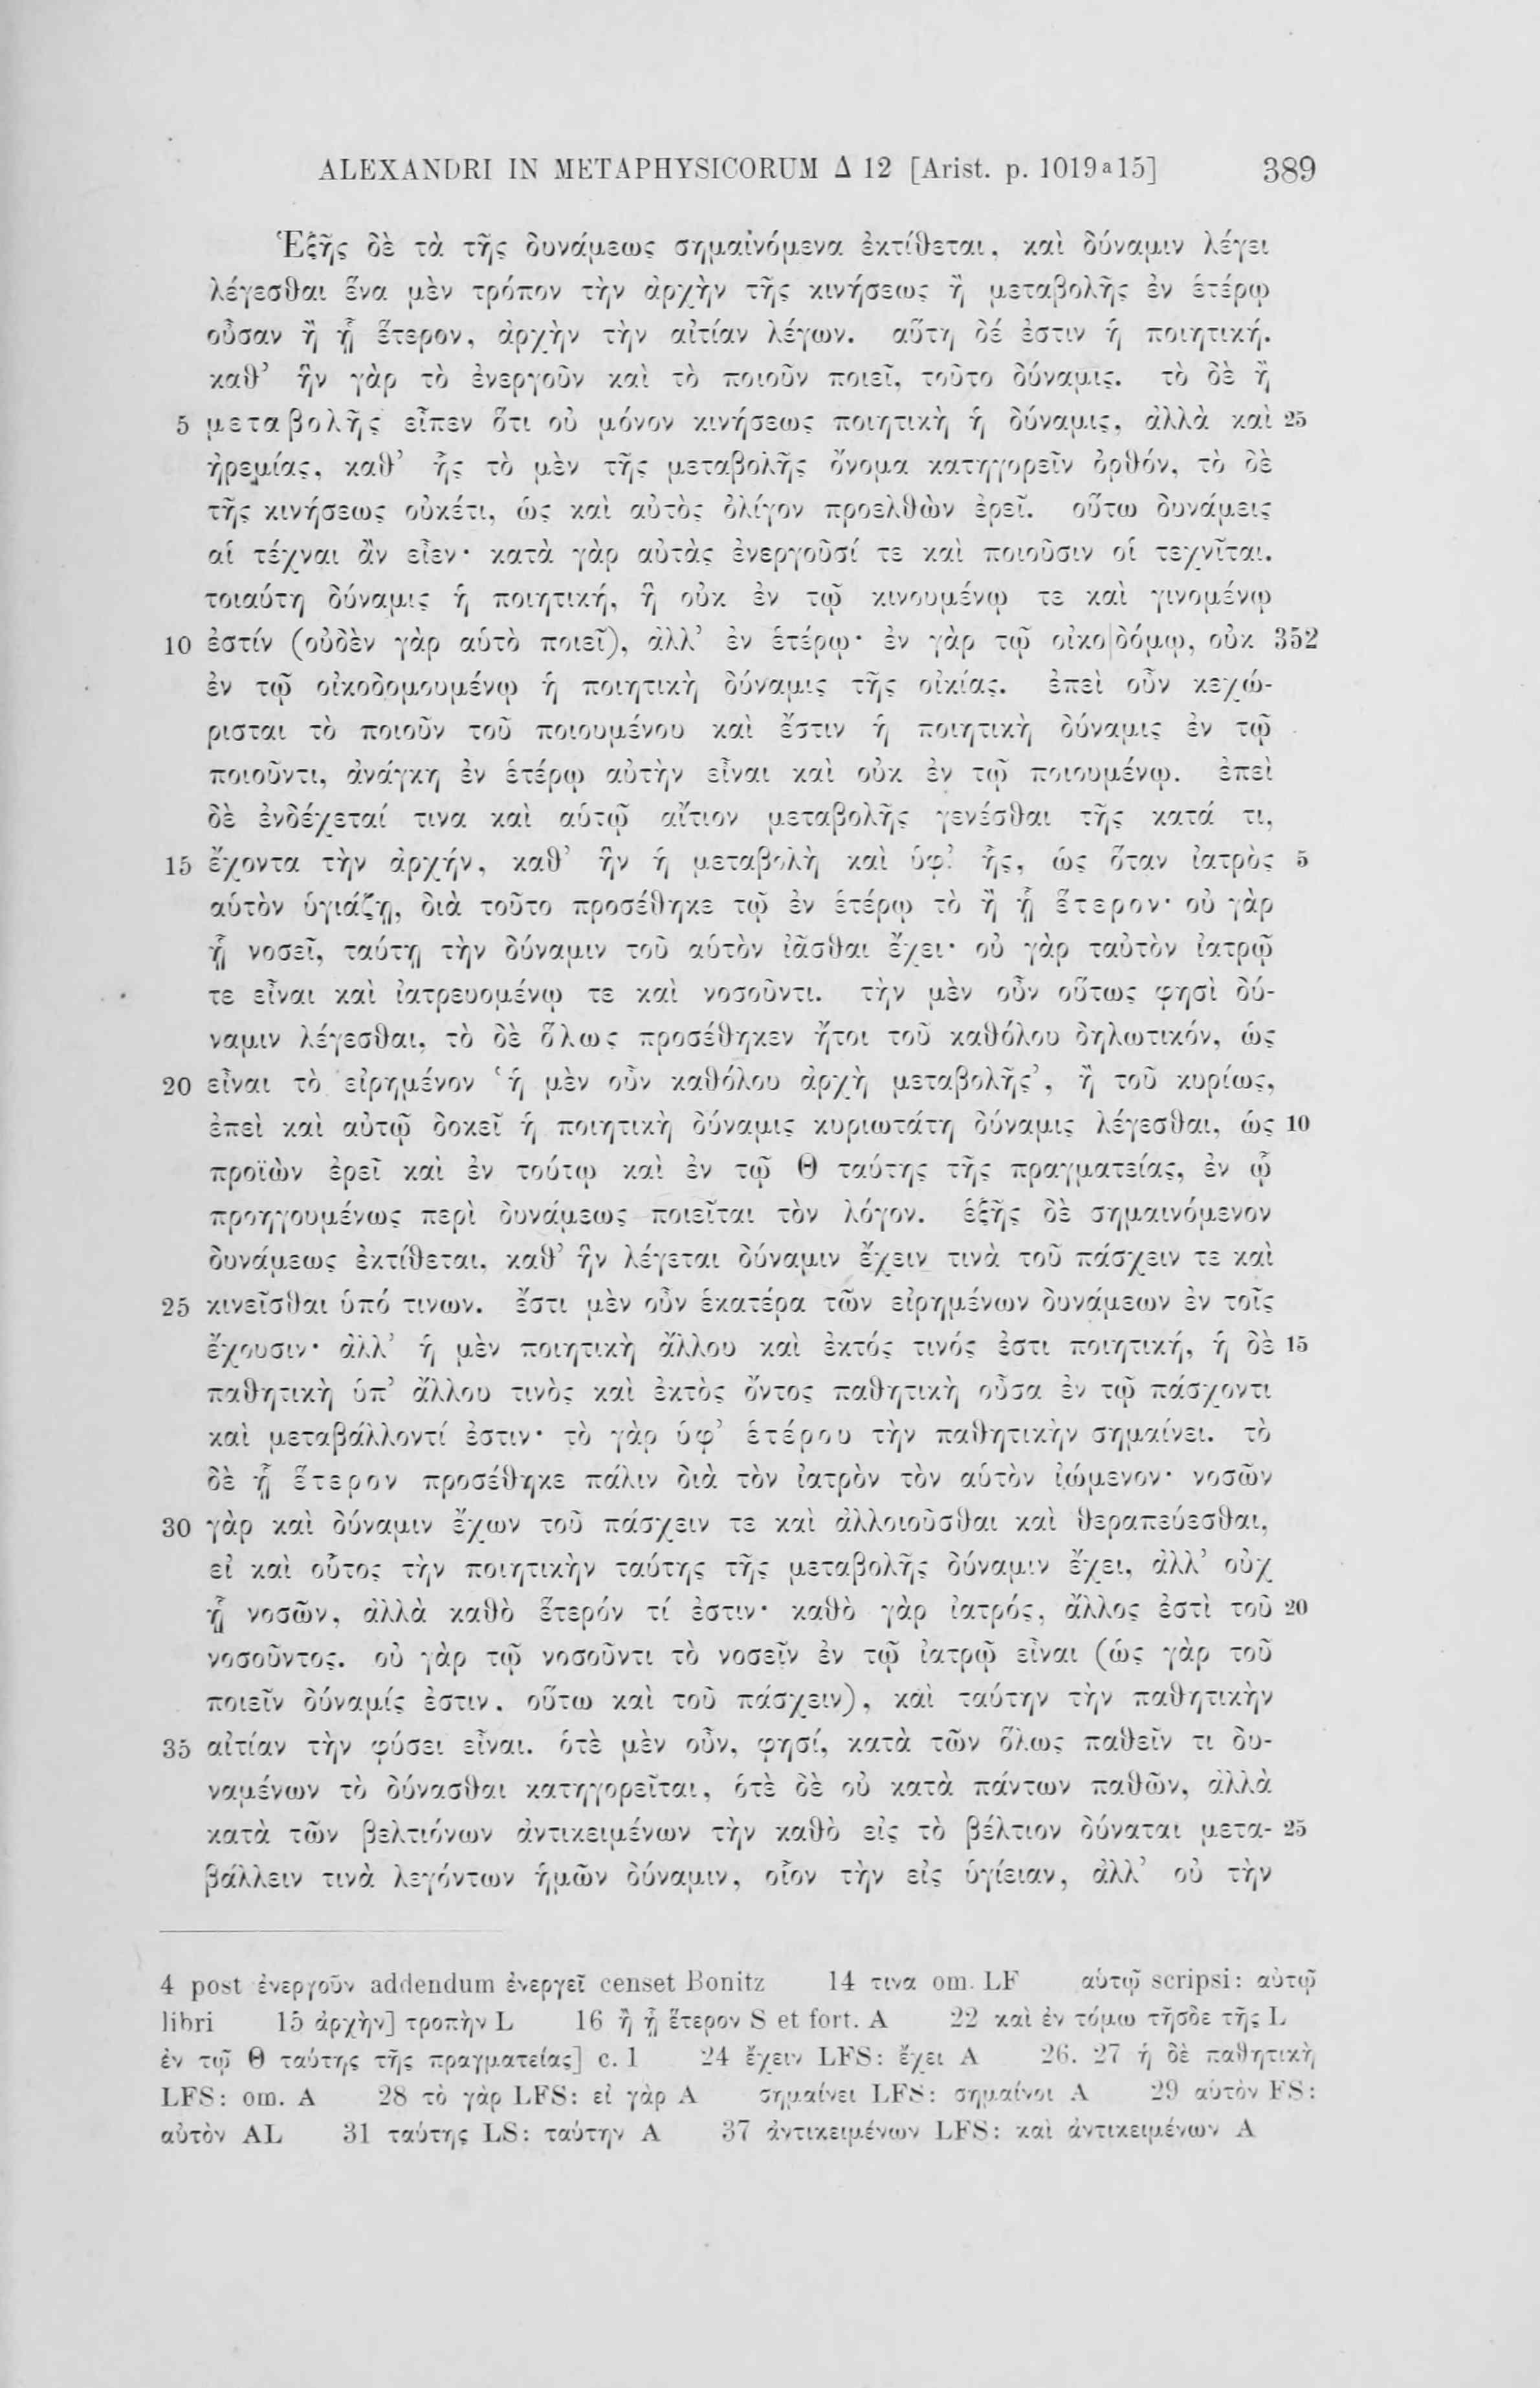 ALEXANDRI IN METAPHYSICORUM Δ 12 [Arist. p. 1019ᵃ15] 389
Ἑξῆς δὲ τὰ τῆς δυνάμεως σημαινόμενα ἐκτίθεται, καὶ δύναμιν λέγει
λέγεσθαι ἕνα μὲν τρόπον τὴν ἀρχὴν τῆς κινήσεως ἢ μεταβολῆς ἐν ἑτέρῳ
οὖσαν ἢ ᾗ ἕτερον, ἀρχὴν τὴν αἰτίαν λέγων. αὕτη δέ ἐστιν ἡ ποιητική.
καθ’ ἣν γὰρ τὸ ἐνεργοῦν καὶ τὸ ποιοῦν ποιεῖ, τοῦτο δύναμις. τὸ δὲ ἢ
5 μεταβολῆς εἶπεν ὅτι οὐ μόνον κινήσεως ποιητικὴ ἡ δύναμις, ἀλλὰ καὶ 25
ἠρεμίας, καθ’ ἧς τὸ μὲν τῆς μεταβολῆς ὄνομα κατηγορεῖν ὀρθόν, τὸ δὲ
τῆς κινήσεως οὐκέτι, ὡς καὶ αὐτὸς ὀλίγον προελθὼν ἐρεῖ. οὕτω δυνάμεις
αἱ τέχναι ἂν εἶεν· κατὰ γὰρ αὐτὰς ἐνεργοῦσί τε καὶ ποιοῦσιν οἱ τεχνῖται.
τοιαύτη δύναμις ἡ ποιητική, ἣ οὐκ ἐν τῷ κινουμένῳ τε καὶ γινομένῳ
10 ἐστίν (οὐδὲν γὰρ αὑτὸ ποιεῖ), ἀλλ’ ἐν ἑτέρῳ· ἐν γὰρ τῷ οἰκο|δόμῳ, οὐκ 352
ἐν τῷ οἰκοδομουμένῳ ἡ ποιητικὴ δύναμις τῆς οἰκίας. ἐπεὶ οὖν κεχώ-
ρισται τὸ ποιοῦν τοῦ ποιουμένου καὶ ἔστιν ἡ ποιητικὴ δύναμις ἐν τῷ
ποιοῦντι, ἀνάγκη ἐν ἑτέρῳ αὐτὴν εἶναι καὶ οὐκ ἐν τῷ ποιουμένῳ. ἐπεὶ
δὲ ἐνδέχεταί τινα καὶ αὑτῷ αἴτιον μεταβολῆς γενέσθαι τῆς κατά τι,
15 ἔχοντα τὴν ἀρχήν, καθ’ ἣν ἡ μεταβολὴ καὶ ὑφ’ ἧς, ὡς ὅταν ἰατρὸς 5
αὑτὸν ὑγιάζῃ, διὰ τοῦτο προσέθηκε τῷ ἐν ἑτέρῳ τὸ ἢ ᾗ ἕτερον· οὐ γὰρ
ᾗ νοσεῖ, ταύτῃ τὴν δύναμιν τοῦ αὑτὸν ἰᾶσθαι ἔχει· οὐ γὰρ ταὐτὸν ἰατρῷ
τε εἶναι καὶ ἰατρευομένῳ τε καὶ νοσοῦντι. τὴν μὲν οὖν οὕτως φησὶ δύ-
ναμιν λέγεσθαι, τὸ δὲ ὅλως προσέθηκεν ἤτοι τοῦ καθόλου δηλωτικόν, ὡς
20 εἶναι τὸ εἰρημένον ‘ἡ μὲν οὖν καθόλου ἀρχὴ μεταβολῆς’, ἢ τοῦ κυρίως,
ἐπεὶ καὶ αὐτῷ δοκεῖ ἡ ποιητικὴ δύναμις κυριωτάτη δύναμις λέγεσθαι, ὡς 10
προϊὼν ἐρεῖ καὶ ἐν τούτῳ καὶ ἐν τῷ Θ ταύτης τῆς πραγματείας, ἐν ᾧ
προηγουμένως περὶ δυνάμεως ποιεῖται τὸν λόγον. ἑξῆς δὲ σημαινόμενον
δυνάμεως ἐκτίθεται, καθ’ ἣν λέγεται δύναμιν ἔχειν τινὰ τοῦ πάσχειν τε καὶ
25 κινεῖσθαι ὑπό τινων. ἔστι μὲν οὖν ἑκατέρα τῶν εἰρημένων δυνάμεων ἐν τοῖς
ἔχουσιν· ἀλλ’ ἡ μὲν ποιητικὴ ἄλλου καὶ ἐκτός τινός ἐστι ποιητική, ἡ δὲ 15
παθητικὴ ὑπ’ ἄλλου τινὸς καὶ ἐκτὸς ὄντος παθητικὴ οὖσα ἐν τῷ πάσχοντι
καὶ μεταβάλλοντί ἐστιν· τὸ γὰρ ὑφ’ ἑτέρου τὴν παθητικὴν σημαίνει. τὸ
δὲ ᾗ ἕτερον προσέθηκε πάλιν διὰ τὸν ἰατρὸν τὸν αὑτὸν ἰώμενον· νοσῶν
30 γὰρ καὶ δύναμιν ἔχων τοῦ πάσχειν τε καὶ ἀλλοιοῦσθαι καὶ θεραπεύεσθαι,
εἰ καὶ οὗτος τὴν ποιητικὴν ταύτης τῆς μεταβολῆς δύναμιν ἔχει, ἀλλ’ οὐχ
ᾗ νοσῶν, ἀλλὰ καθὸ ἕτερόν τί ἐστιν· καθὸ γὰρ ἰατρός, ἄλλος ἐστὶ τοῦ 20
νοσοῦντος. οὐ γὰρ τῷ νοσοῦντι τὸ νοσεῖν ἐν τῷ ἰατρῷ εἶναι (ὡς γὰρ τοῦ
ποιεῖν δύναμίς ἐστιν, οὕτω καὶ τοῦ πάσχειν), καὶ ταύτην τὴν παθητικὴν
35 αἰτίαν τὴν φύσει εἶναι. ὁτὲ μὲν οὖν, φησί, κατὰ τῶν ὅλως παθεῖν τι δυ-
ναμένων τὸ δύνασθαι κατηγορεῖται, ὁτὲ δὲ οὐ κατὰ πάντων παθῶν, ἀλλὰ
κατὰ τῶν βελτιόνων ἀντικειμένων τὴν καθὸ εἰς τὸ βέλτιον δύναται μετα- 25
βάλλειν τινὰ λεγόντων ἡμῶν δύναμιν, οἷον τὴν εἰς ὑγίειαν, ἀλλ’ οὐ τὴν
4 post ἐνεργοῦν addendum ἐνεργεῖ censet Bonitz 14 τινα om. LF αὑτῷ scripsi: αὐτῷ
libri 15 ἀρχὴν] τροπὴν L 16 ἢ ᾗ ἕτερον S et fort. A 22 καὶ ἐν τόμω τῆσδε τῆς L
ἐν τῷ Θ ταύτης τῆς πραγματείας] c. 1 24 ἔχειν LFS: ἔχει A 26. 27 ἡ δὲ παθητικὴ
LFS: om. A 28 τὸ γὰρ LFS: εἰ γὰρ A σημαίνει LFS: σημαίνοι A 29 αὑτὸν FS:
αὐτὸν AL 31 ταύτης LS: ταύτην A 37 ἀντικειμένων LFS: καὶ ἀντικειμένων A